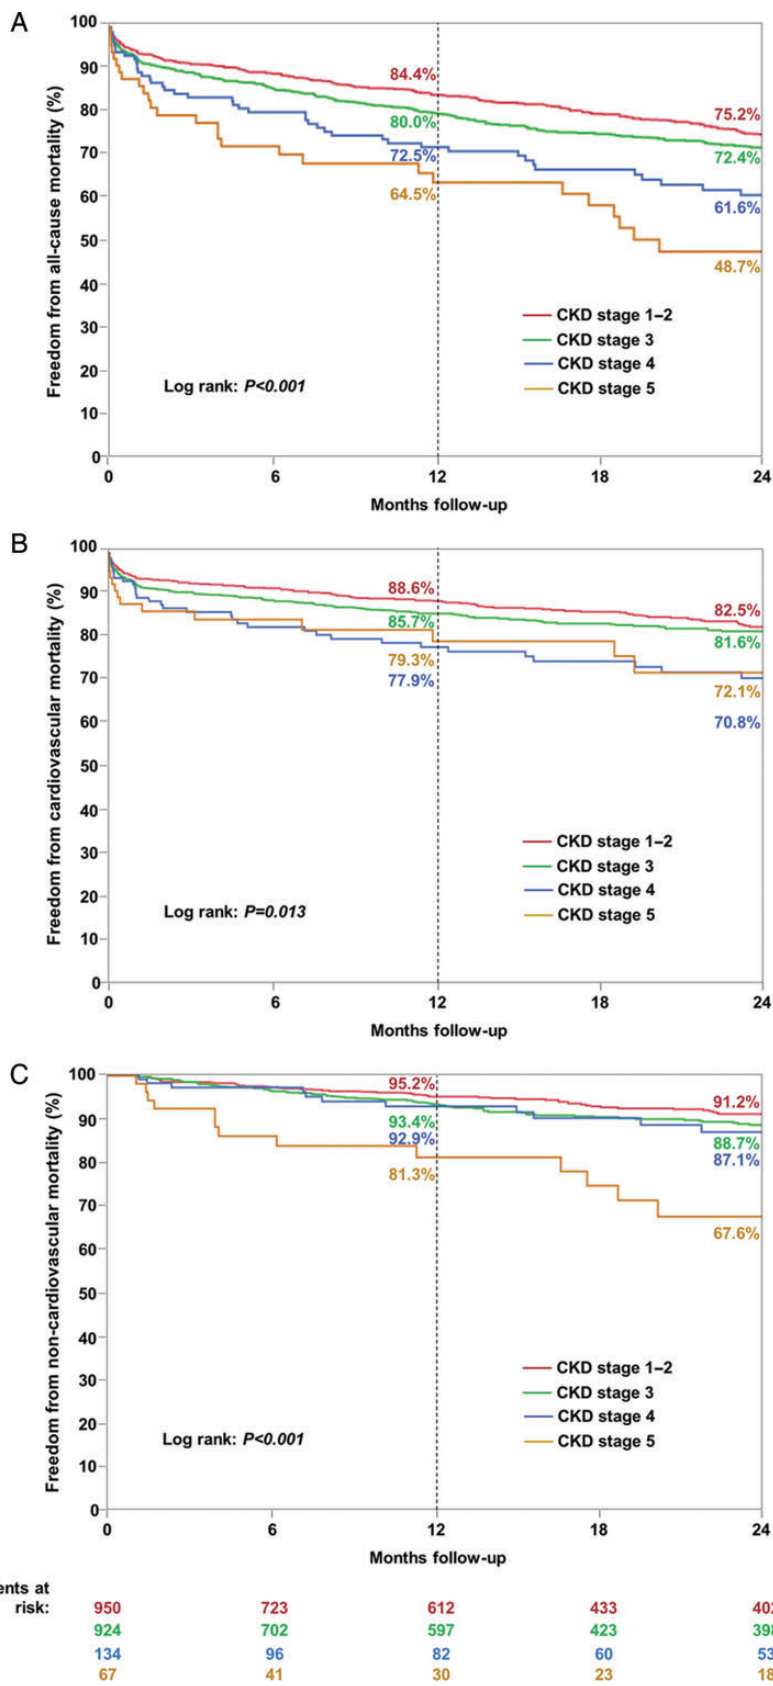 A
100
90
80
70
60
50
40
30
20
10
0
Freedom from all-cause mortality (%)
84.4%
80.0%
72.5%
64.5%
75.2%
72.4%
61.6%
48.7%
CKD stage 1–2
CKD stage 3
CKD stage 4
CKD stage 5
Log rank: P<0.001
0 6 12 18 24
Months follow-up
B
100
90
80
70
60
50
40
30
20
10
0
Freedom from cardiovascular mortality (%)
88.6%
85.7%
79.3%
77.9%
82.5%
81.6%
72.1%
70.8%
CKD stage 1–2
CKD stage 3
CKD stage 4
CKD stage 5
Log rank: P=0.013
0 6 12 18 24
Months follow-up
C
100
90
80
70
60
50
40
30
20
10
0
Freedom from non-cardiovascular mortality (%)
95.2%
93.4%
92.9%
81.3%
91.2%
88.7%
87.1%
67.6%
CKD stage 1–2
CKD stage 3
CKD stage 4
CKD stage 5
Log rank: P<0.001
0 6 12 18 24
Months follow-up
ents at
risk:
950 723 612 433 402
924 702 597 423 398
134 96 82 60 53
67 41 30 23 18